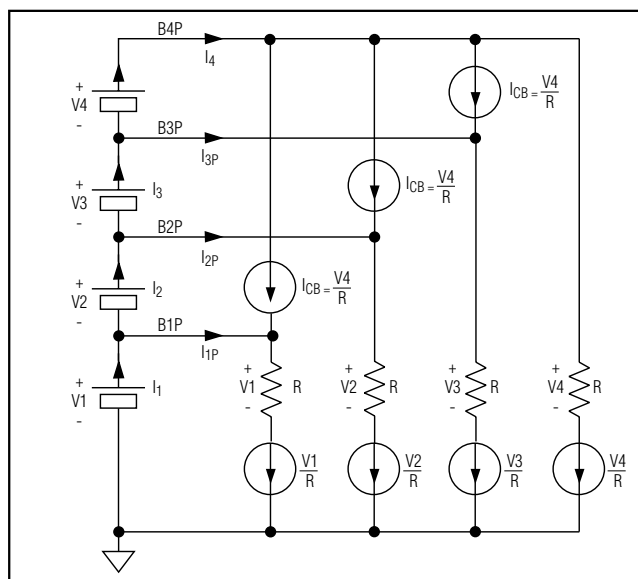 B4P
I4
+
V4
-
ICB = V4/R
B3P
I3P
+
V3
-
I3
ICB = V4/R
B2P
I2P
+
V2
-
I2
ICB = V4/R
B1P
I1P
+
V1
-
I1
+
V1
-
R
+
V2
-
R
+
V3
-
R
+
V4
-
R
V1/R
V2/R
V3/R
V4/R